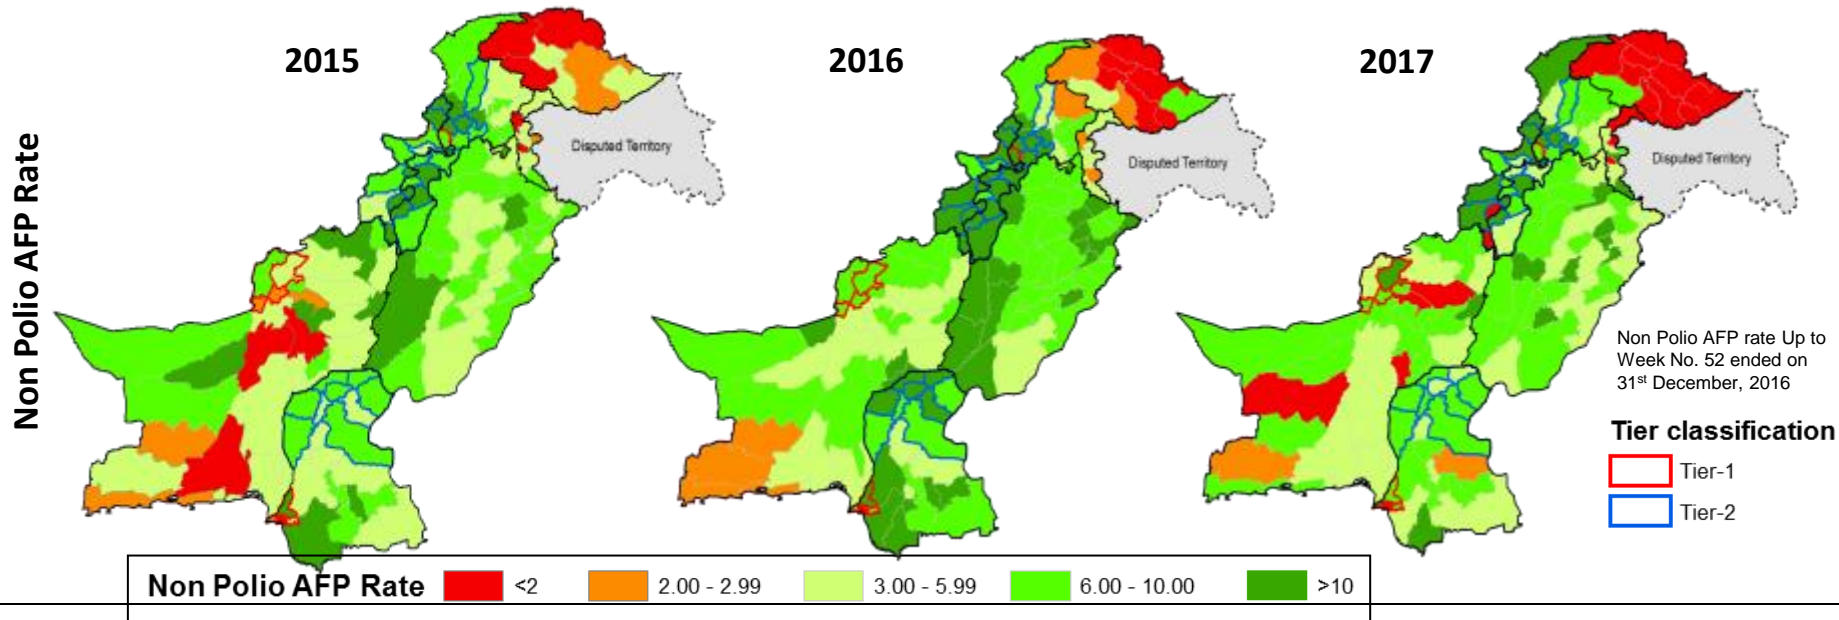 2015
2016
2017
Non Polio AFP Rate
Disputed Territory
Disputed Territory
Disputed Territory
Non Polio AFP rate Up to
Week No. 52 ended on
31st December, 2016
Tier classification
Tier-1
Tier-2
Non Polio AFP Rate <2 2.00 - 2.99 3.00 - 5.99 6.00 - 10.00 >10